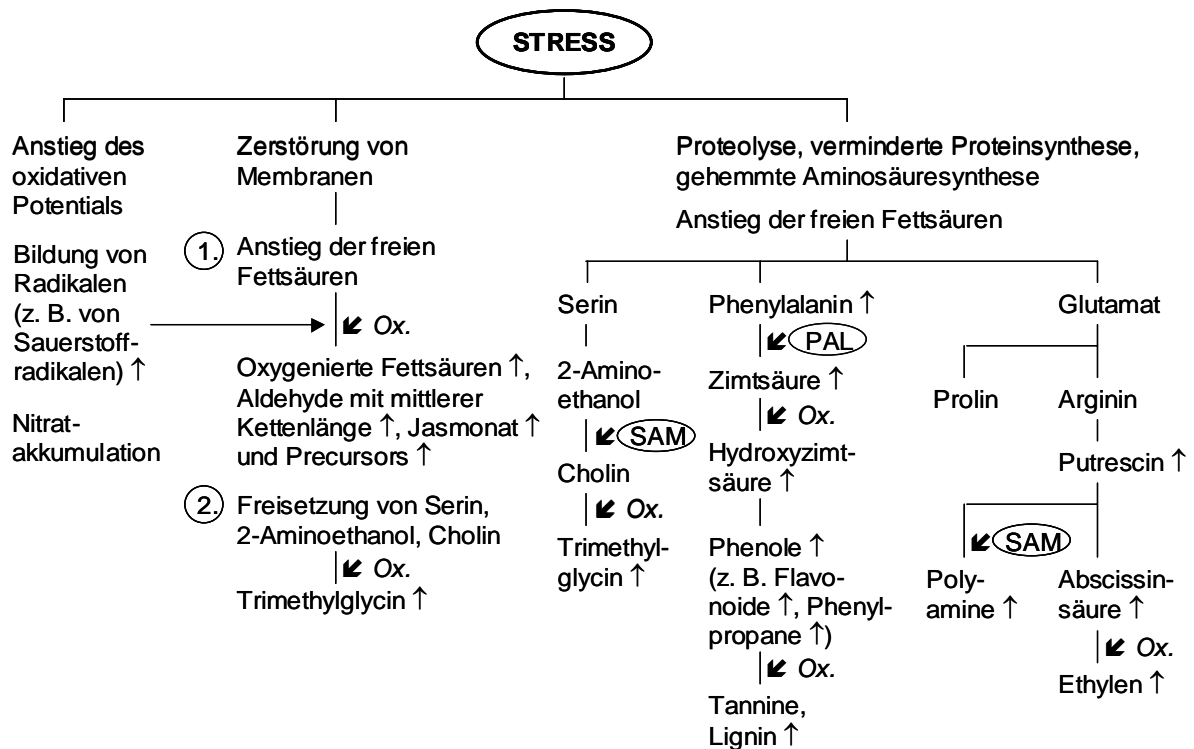 STRESS
Anstieg des
oxidativen
Potentials
Bildung von
Radikalen
(z. B. von
Sauerstoff-
radikalen) ↑
Nitrat-
akkumulation
Zerstörung von
Membranen
1. Anstieg der freien
Fettsäuren
Ox.
Oxygenierte Fettsäuren ↑,
Aldehyde mit mittlerer
Kettenlänge ↑, Jasmonat ↑
und Precursors ↑
2. Freisetzung von Serin,
2-Aminoethanol, Cholin
Ox.
Trimethylglycin ↑
Proteolyse, verminderte Proteinsynthese,
gehemmte Aminosäuresynthese
Anstieg der freien Fettsäuren
Serin
2-Amino-
ethanol
SAM
Cholin
Ox.
Trimethyl-
glycin ↑
Phenylalanin ↑
PAL
Zimtsäure ↑
Ox.
Hydroxyzimt-
säure ↑
Phenole ↑
(z. B. Flavo-
noide ↑, Phenyl-
propane ↑)
Ox.
Tannine,
Lignin ↑
Glutamat
Prolin
Arginin
Putrescin ↑
SAM
Poly-
amine ↑
Abscissin-
säure ↑
Ox.
Ethylen ↑